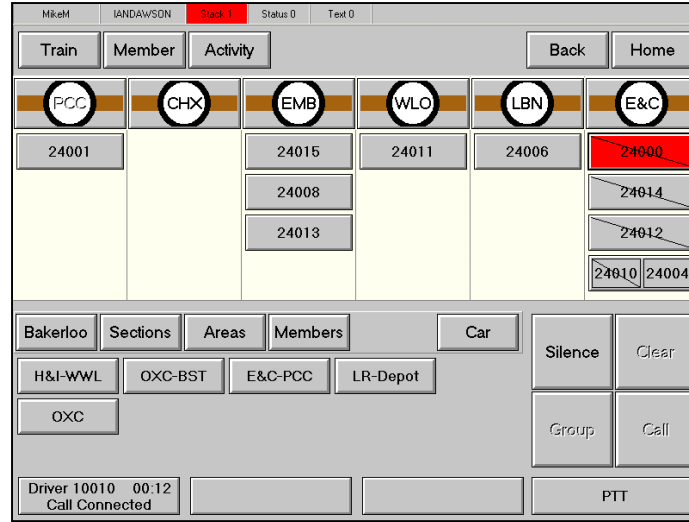 MikeM IANDAWSON Stack 1 Status 0 Text 0
Train Member Activity Back Home
PCC CHX EMB WLO LBN E&C
24001 24015 24011 24006 24000
24008 24014
24013 24012
24010 24004
Bakerloo Sections Areas Members Car
Silence Clear
H&I-WWL OXC-BST E&C-PCC LR-Depot
OXC
Group Call
Driver 10010 00:12
Call Connected
PTT